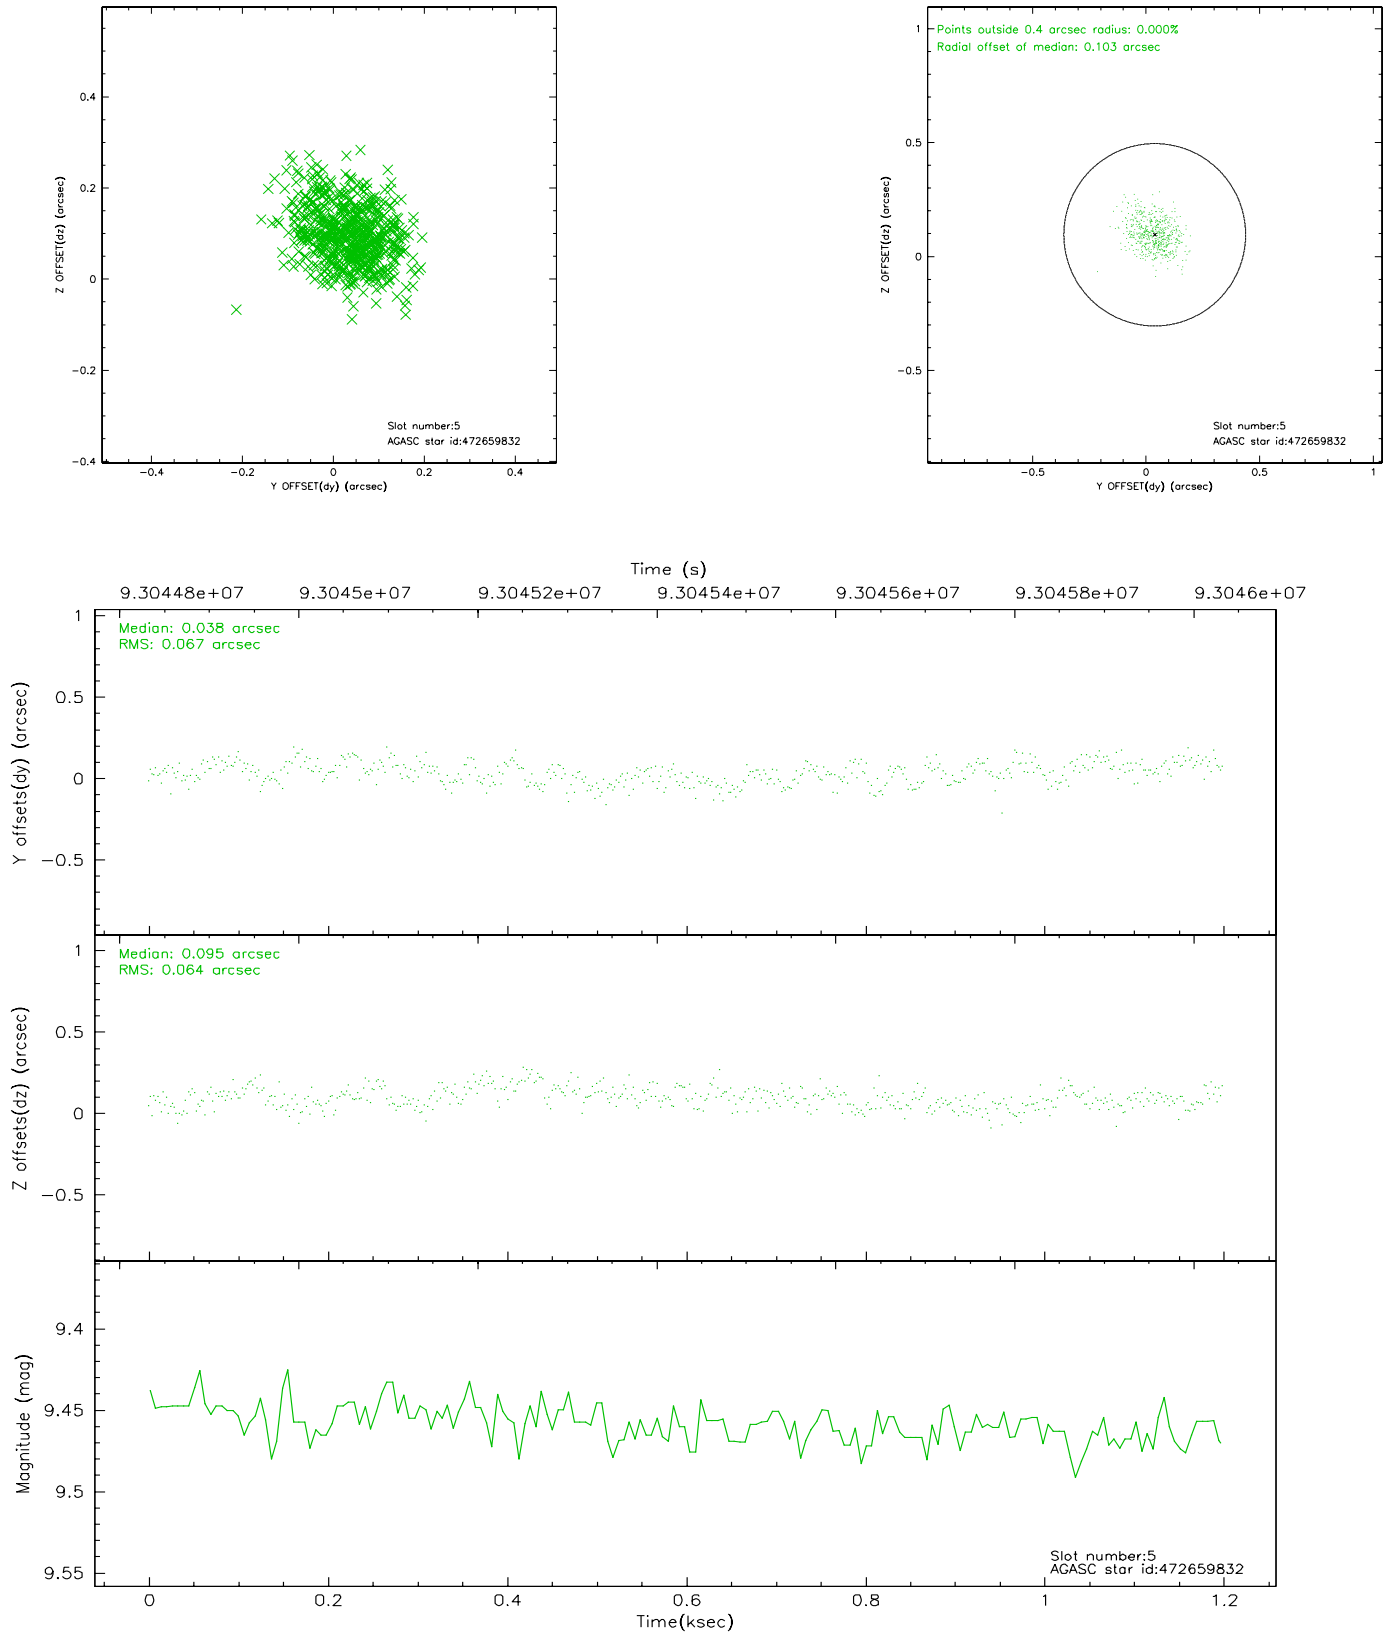 0.4
0.2
0
−0.2
−0.4
Z OFFSET(dz) (arcsec)
−0.4 −0.2 0 0.2 0.4
Y OFFSET(dy) (arcsec)
Slot number:5
AGASC star id:472659832
Points outside 0.4 arcsec radius: 0.000%
Radial offset of median: 0.103 arcsec
1
0.5
0
−0.5
Z OFFSET(dz) (arcsec)
−0.5 0 0.5 1
Y OFFSET(dy) (arcsec)
Slot number:5
AGASC star id:472659832
Time (s)
9.30448e+07 9.3045e+07 9.30452e+07 9.30454e+07 9.30456e+07 9.30458e+07 9.3046e+07
Median: 0.038 arcsec
RMS: 0.067 arcsec
1
0.5
0
−0.5
Y offsets(dy) (arcsec)
Median: 0.095 arcsec
RMS: 0.064 arcsec
1
0.5
0
−0.5
Z offsets(dz) (arcsec)
9.4
9.45
9.5
9.55
Magnitude (mag)
Slot number:5
AGASC star id:472659832
0 0.2 0.4 0.6 0.8 1 1.2
Time(ksec)